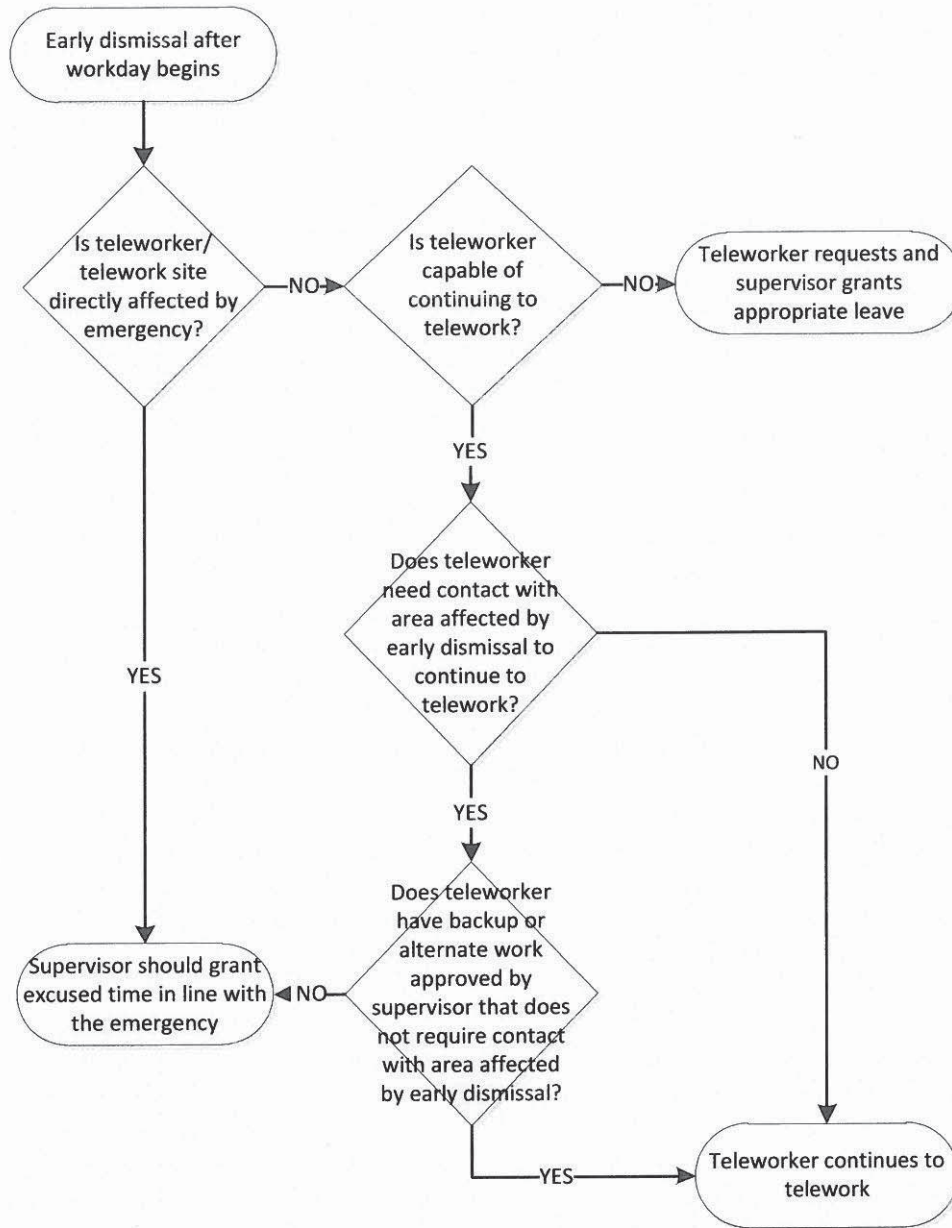 Early dismissal after
workday begins
Is teleworker/
telework site
directly affected by
emergency?
NO
Is teleworker
capable of
continuing to
telework?
NO
Teleworker requests and
supervisor grants
appropriate leave
YES
YES
Does teleworker
need contact with
area affected by
early dismissal to
continue to
telework?
NO
YES
Does teleworker
have backup or
alternate work
approved by
supervisor that does
not require contact
with area affected
by early dismissal?
NO
Supervisor should grant
excused time in line with
the emergency
YES
Teleworker continues to
telework